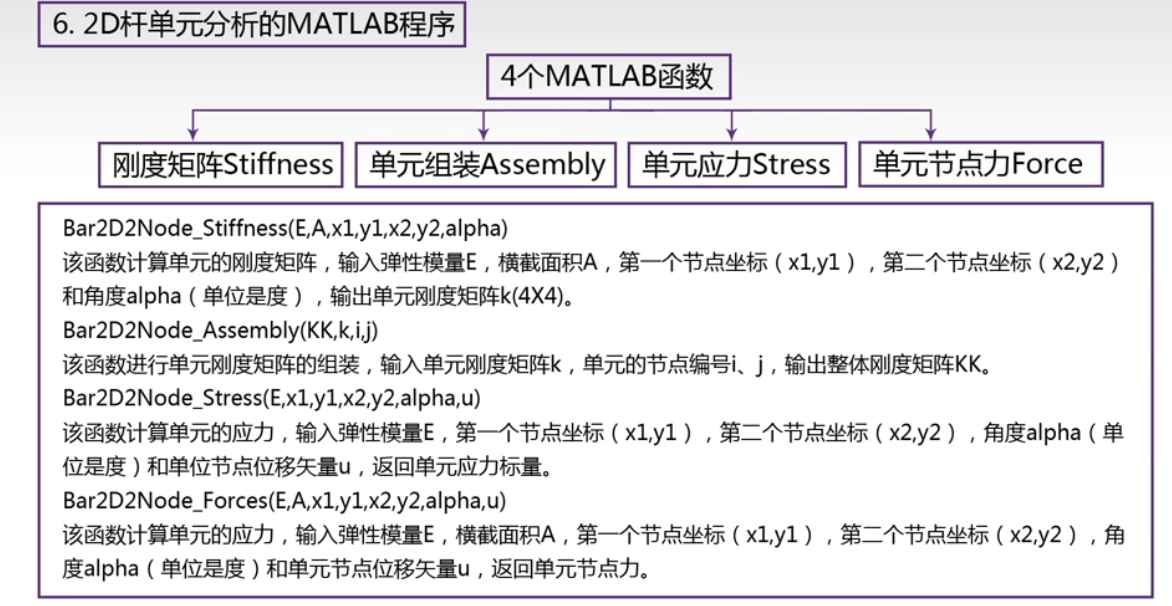 6. 2D杆单元分析的MATLAB程序
4个MATLAB函数
刚度矩阵Stiffness
单元组装Assembly
单元应力Stress
单元节点力Force
Bar2D2Node_Stiffness(E,A,x1,y1,x2,y2,alpha)
该函数计算单元的刚度矩阵，输入弹性模量E，横截面积A，第一个节点坐标（x1,y1），第二个节点坐标（x2,y2）
和角度alpha（单位是度），输出单元刚度矩阵k(4X4)。
Bar2D2Node_Assembly(KK,k,i,j)
该函数进行单元刚度矩阵的组装，输入单元刚度矩阵k，单元的节点编号i、j，输出整体刚度矩阵KK。
Bar2D2Node_Stress(E,x1,y1,x2,y2,alpha,u)
该函数计算单元的应力，输入弹性模量E，第一个节点坐标（x1,y1），第二个节点坐标（x2,y2），角度alpha（单
位是度）和单位节点位移矢量u，返回单元应力标量。
Bar2D2Node_Forces(E,A,x1,y1,x2,y2,alpha,u)
该函数计算单元的应力，输入弹性模量E，横截面积A，第一个节点坐标（x1,y1），第二个节点坐标（x2,y2），角
度alpha（单位是度）和单元节点位移矢量u，返回单元节点力。